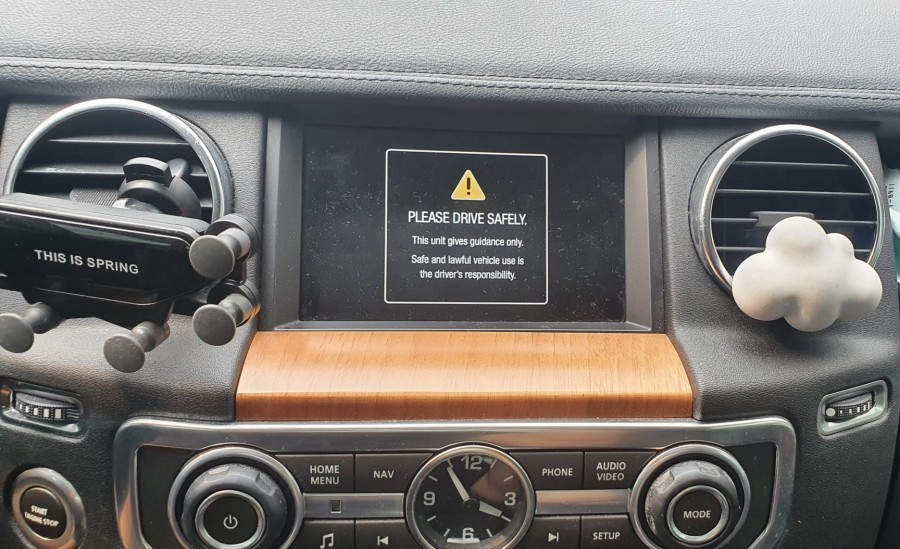 PLEASE DRIVE SAFELY.
This unit gives guidance only.
Safe and lawful vehicle use is
the driver's responsibility.
THIS IS SPRING
HOME
MENU
NAV
12
9
3
6
PHONE
AUDIO
VIDEO
START
ENGINE STOP
MODE
SETUP